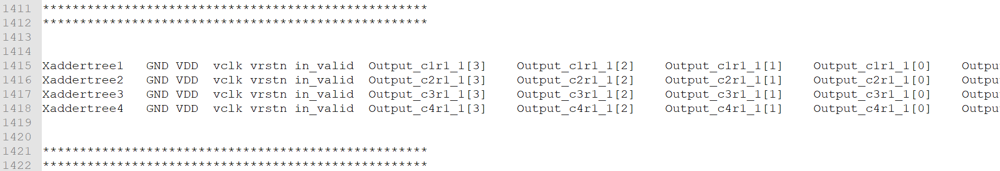 1411 ****************************************************
1412 ****************************************************
1413
1414
1415 Xaddertree1 GND VDD vclk vrstn in_valid Output_c1r1_1[3] Output_c1r1_1[2] Output_c1r1_1[1] Output_c1r1_1[0] Outpu
1416 Xaddertree2 GND VDD vclk vrstn in_valid Output_c2r1_1[3] Output_c2r1_1[2] Output_c2r1_1[1] Output_c2r1_1[0] Outpu
1417 Xaddertree3 GND VDD vclk vrstn in_valid Output_c3r1_1[3] Output_c3r1_1[2] Output_c3r1_1[1] Output_c3r1_1[0] Outpu
1418 Xaddertree4 GND VDD vclk vrstn in_valid Output_c4r1_1[3] Output_c4r1_1[2] Output_c4r1_1[1] Output_c4r1_1[0] Outpu
1419
1420
1421 ****************************************************
1422 ****************************************************